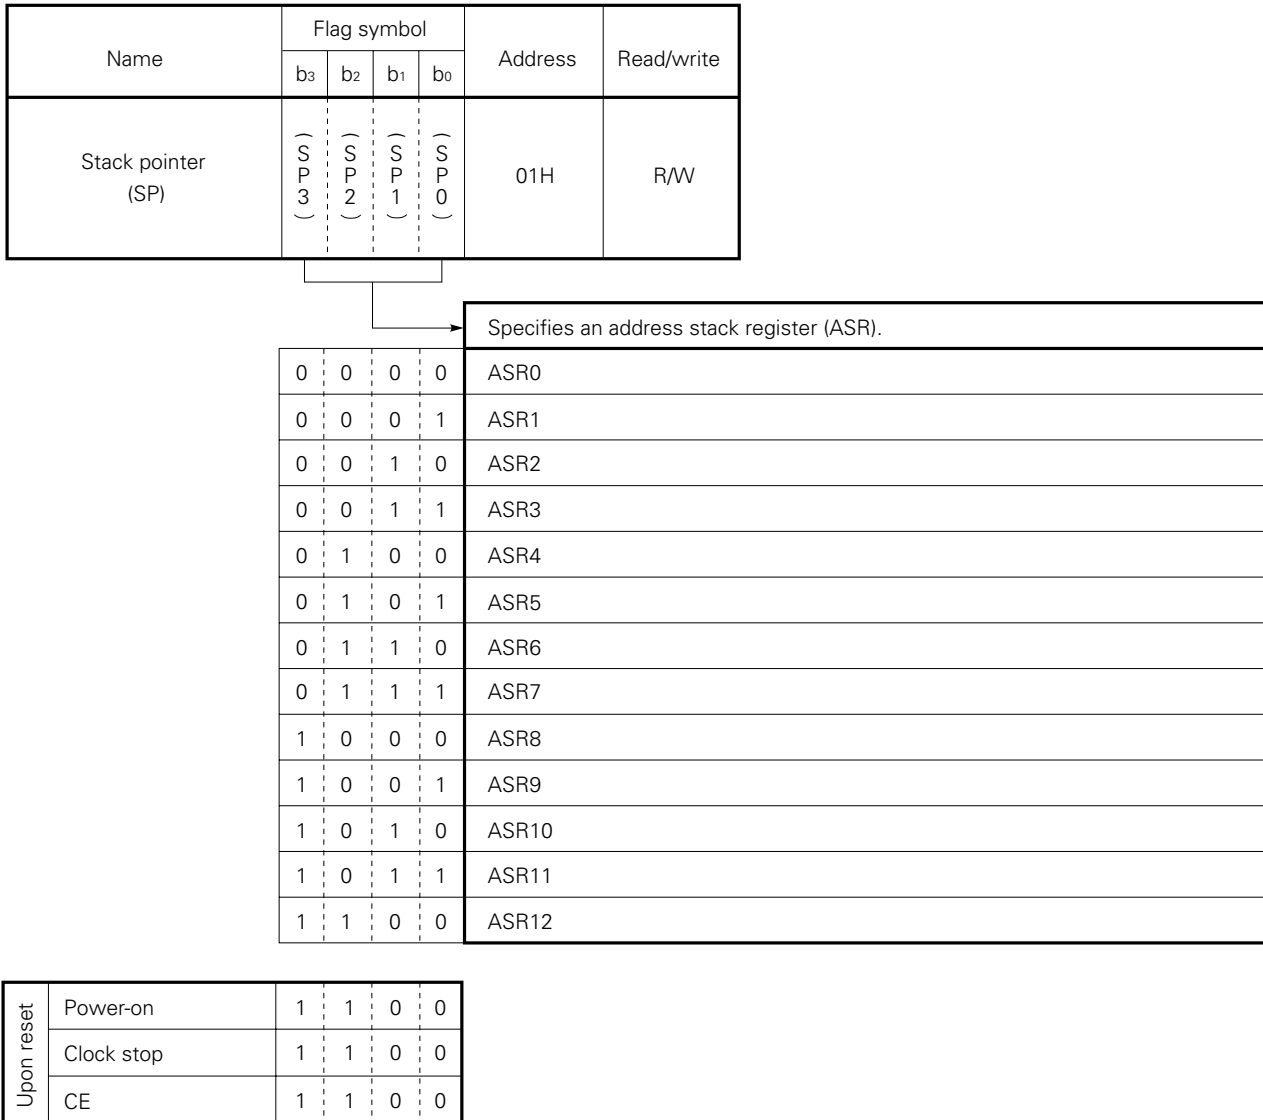 Name Flag symbol Address Read/write
b3 b2 b1 b0
Stack pointer (SP) (SP3) (SP2) (SP1) (SP0) 01H R/W
Specifies an address stack register (ASR).
0 0 0 0 ASR0
0 0 0 1 ASR1
0 0 1 0 ASR2
0 0 1 1 ASR3
0 1 0 0 ASR4
0 1 0 1 ASR5
0 1 1 0 ASR6
0 1 1 1 ASR7
1 0 0 0 ASR8
1 0 0 1 ASR9
1 0 1 0 ASR10
1 0 1 1 ASR11
1 1 0 0 ASR12
Upon reset
Power-on 1 1 0 0
Clock stop 1 1 0 0
CE 1 1 0 0